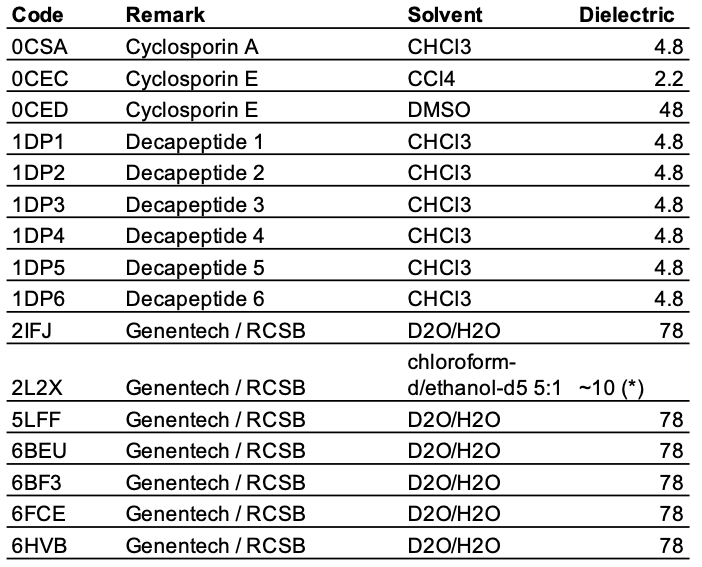 Code Remark Solvent Dielectric
0CSA Cyclosporin A CHCl3 4.8
0CEC Cyclosporin E CCl4 2.2
0CED Cyclosporin E DMSO 48
1DP1 Decapeptide 1 CHCl3 4.8
1DP2 Decapeptide 2 CHCl3 4.8
1DP3 Decapeptide 3 CHCl3 4.8
1DP4 Decapeptide 4 CHCl3 4.8
1DP5 Decapeptide 5 CHCl3 4.8
1DP6 Decapeptide 6 CHCl3 4.8
2IFJ Genentech / RCSB D2O/H2O 78
chloroform-
2L2X Genentech / RCSB d/ethanol-d5 5:1 ~10 (*)
5LFF Genentech / RCSB D2O/H2O 78
6BEU Genentech / RCSB D2O/H2O 78
6BF3 Genentech / RCSB D2O/H2O 78
6FCE Genentech / RCSB D2O/H2O 78
6HVB Genentech / RCSB D2O/H2O 78